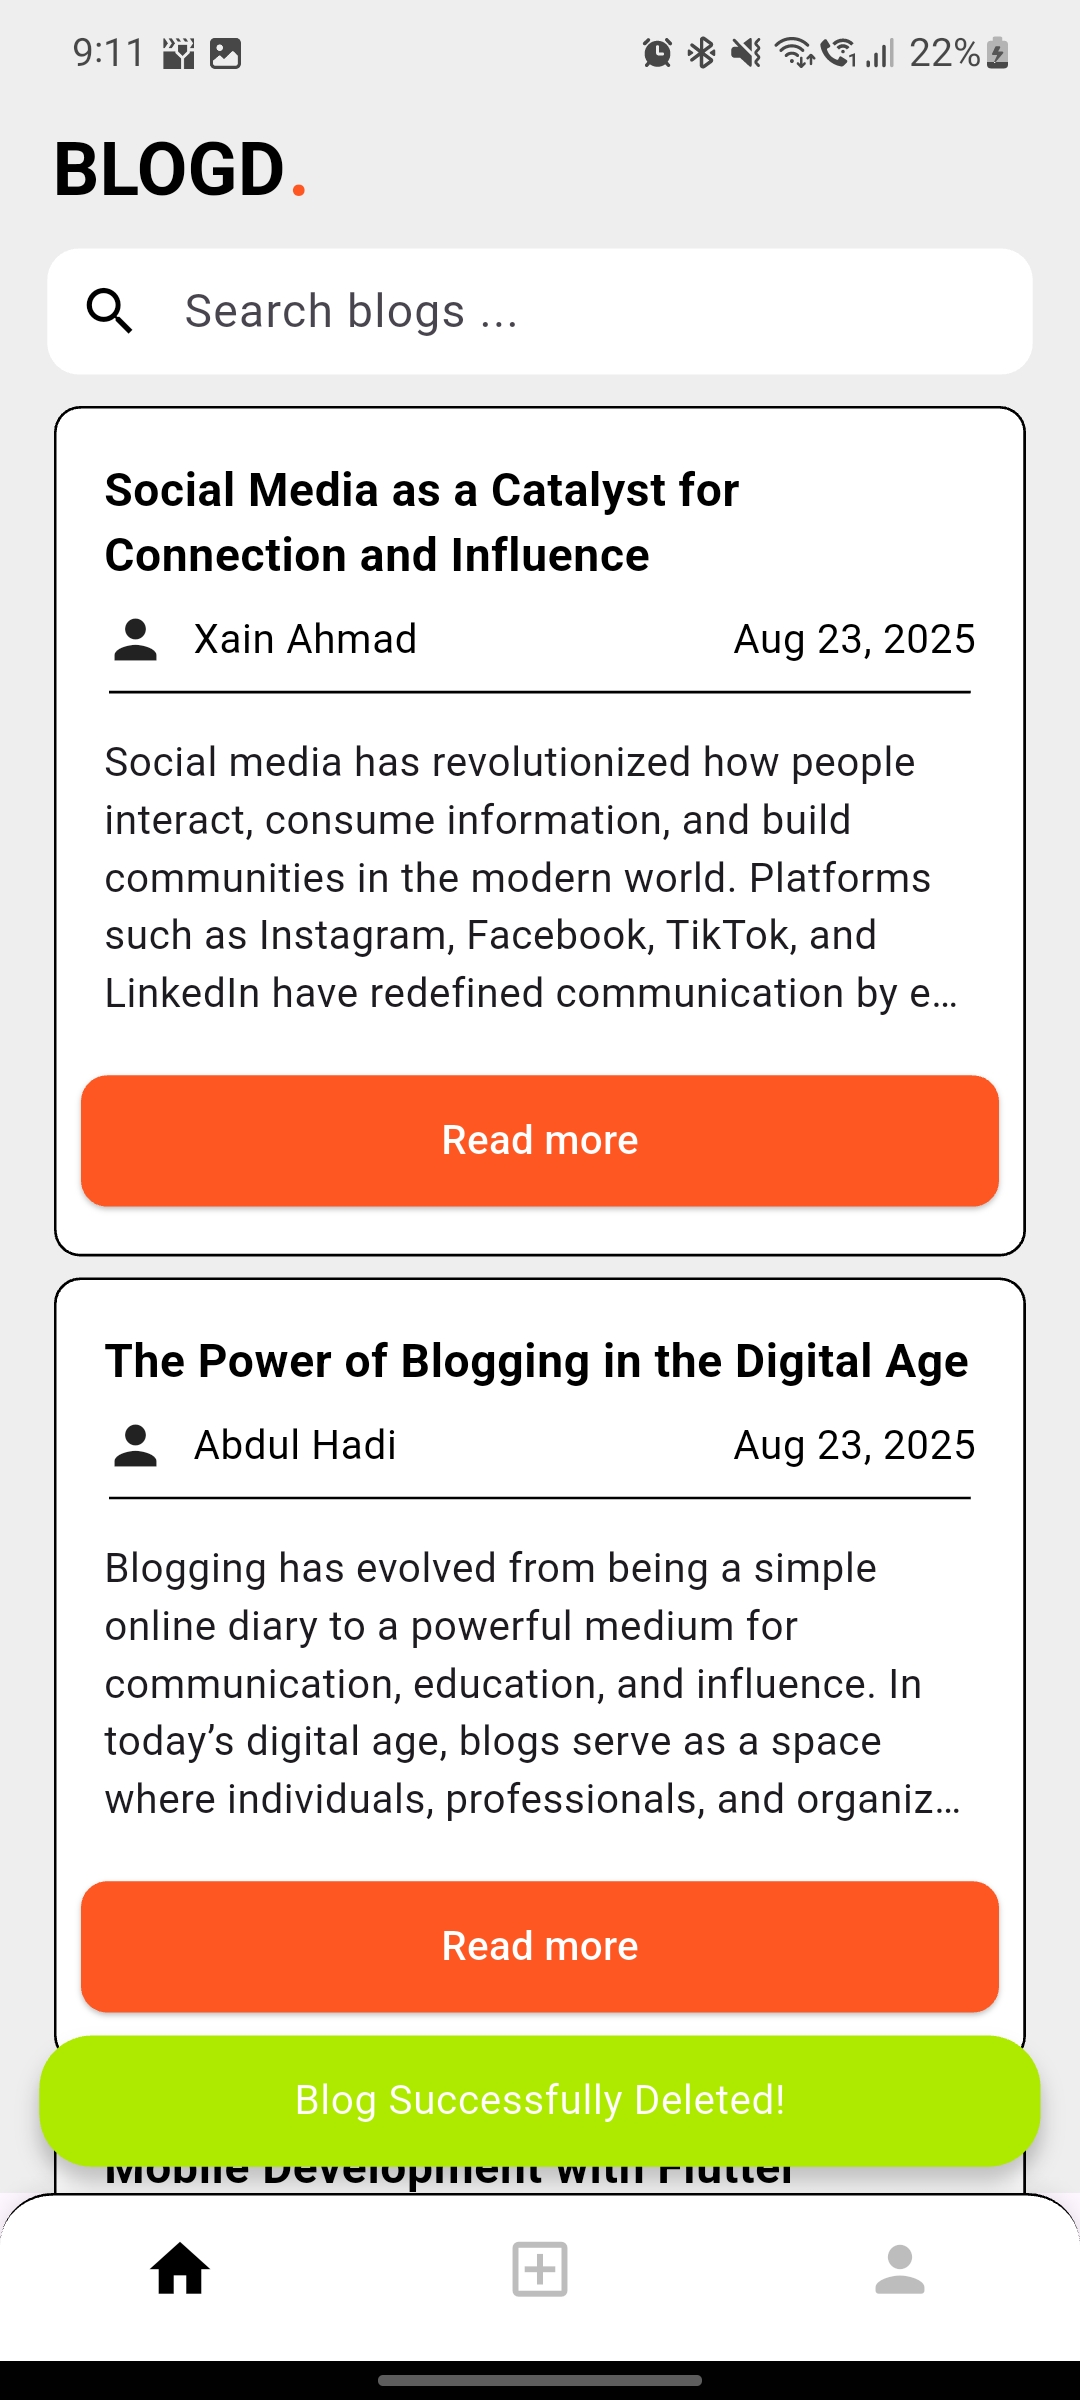 9:11
22%
BLOGD.
Search blogs ...
Social Media as a Catalyst for
Connection and Influence
Xain Ahmad
Aug 23, 2025
Social media has revolutionized how people
interact, consume information, and build
communities in the modern world. Platforms
such as Instagram, Facebook, TikTok, and
LinkedIn have redefined communication by e…
Read more
The Power of Blogging in the Digital Age
Abdul Hadi
Aug 23, 2025
Blogging has evolved from being a simple
online diary to a powerful medium for
communication, education, and influence. In
today’s digital age, blogs serve as a space
where individuals, professionals, and organiz…
Read more
Blog Successfully Deleted!
Mobile Development with Flutter